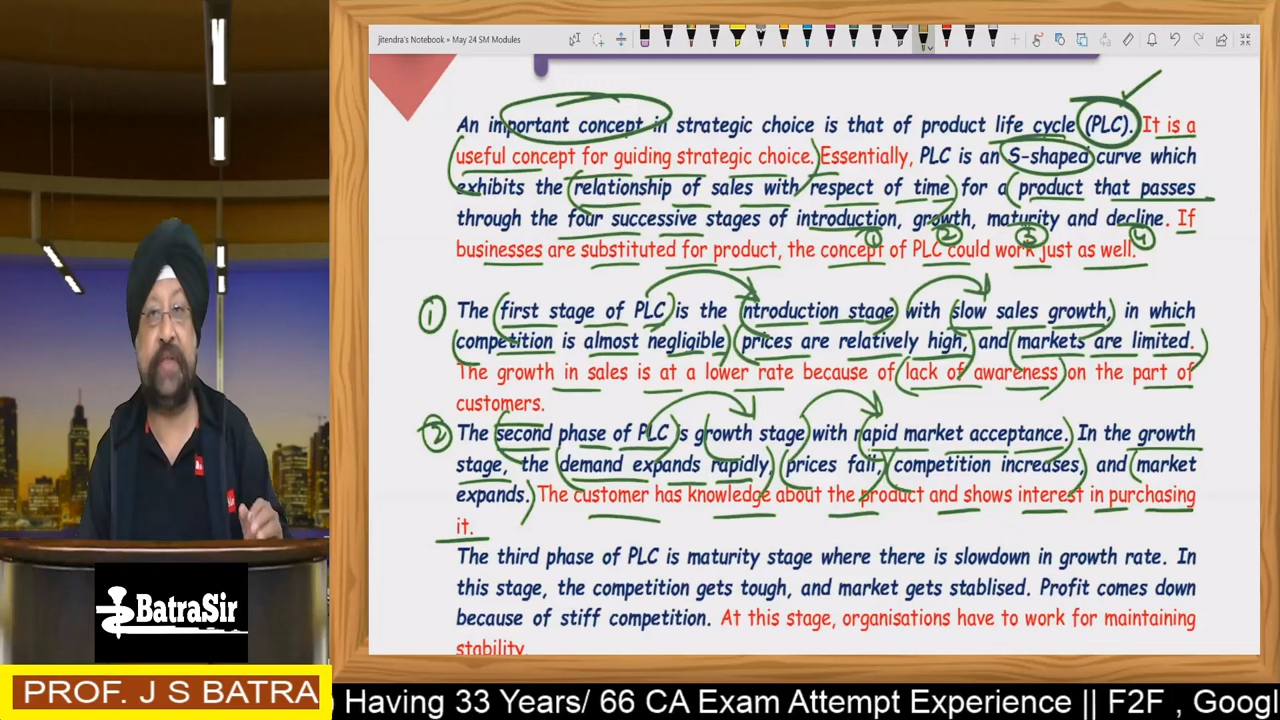 jitendra's Notebook » May 24 SM Modules
An important concept in strategic choice is that of product life cycle (PLC). It is a
useful concept for guiding strategic choice. Essentially, PLC is an S-shaped curve which
exhibits the relationship of sales with respect of time for a product that passes
through the four successive stages of introduction, growth, maturity and decline. If
1 2 3 4
businesses are substituted for product, the concept of PLC could work just as well.
1 The first stage of PLC is the introduction stage with slow sales growth, in which
competition is almost negligible, prices are relatively high, and markets are limited.
The growth in sales is at a lower rate because of lack of awareness on the part of
customers.
2 The second phase of PLC is growth stage with rapid market acceptance. In the growth
stage, the demand expands rapidly, prices fall, competition increases, and market
expands. The customer has knowledge about the product and shows interest in purchasing
it.
The third phase of PLC is maturity stage where there is slowdown in growth rate. In
this stage, the competition gets tough, and market gets stablised. Profit comes down
because of stiff competition. At this stage, organisations have to work for maintaining
stability.
BatraSir
PROF. J S BATRA
Having 33 Years/ 66 CA Exam Attempt Experience || F2F , Googl